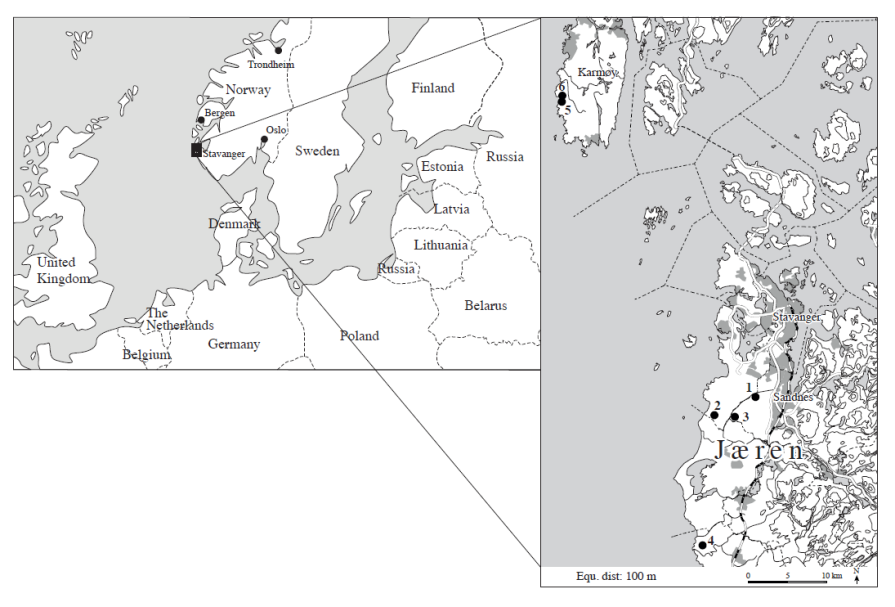 Trondheim
Norway
Finland
Bergen
Oslo
Stavanger
Sweden
Estonia
Russia
Latvia
Denmark
Lithuania
Russia
United
Kingdom
Belarus
The
Netherlands
Belgium
Germany
Poland
Karmøy
6
5
Stavanger
1
Sandnes
2
3
Jæren
4
Equ. dist: 100 m
0 5 10 km
N